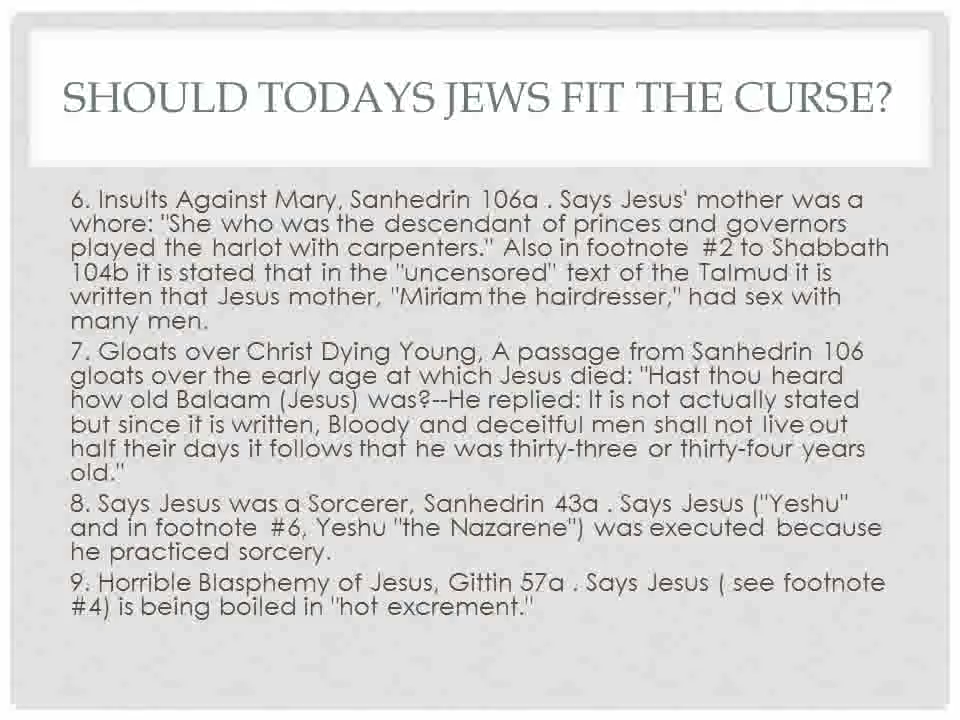 SHOULD TODAYS JEWS FIT THE CURSE?
6. Insults Against Mary, Sanhedrin 106a . Says Jesus' mother was a
whore: "She who was the descendant of princes and governors
played the harlot with carpenters." Also in footnote #2 to Shabbath
104b it is stated that in the "uncensored" text of the Talmud it is
written that Jesus mother, "Miriam the hairdresser," had sex with
many men.
7. Gloats over Christ Dying Young, A passage from Sanhedrin 106
gloats over the early age at which Jesus died: "Hast thou heard
how old Balaam (Jesus) was?--He replied: It is not actually stated
but since it is written, Bloody and deceitful men shall not live out
half their days it follows that he was thirty-three or thirty-four years
old."
8. Says Jesus was a Sorcerer, Sanhedrin 43a . Says Jesus ("Yeshu"
and in footnote #6, Yeshu "the Nazarene") was executed because
he practiced sorcery.
9. Horrible Blasphemy of Jesus, Gittin 57a . Says Jesus ( see footnote
#4) is being boiled in "hot excrement."